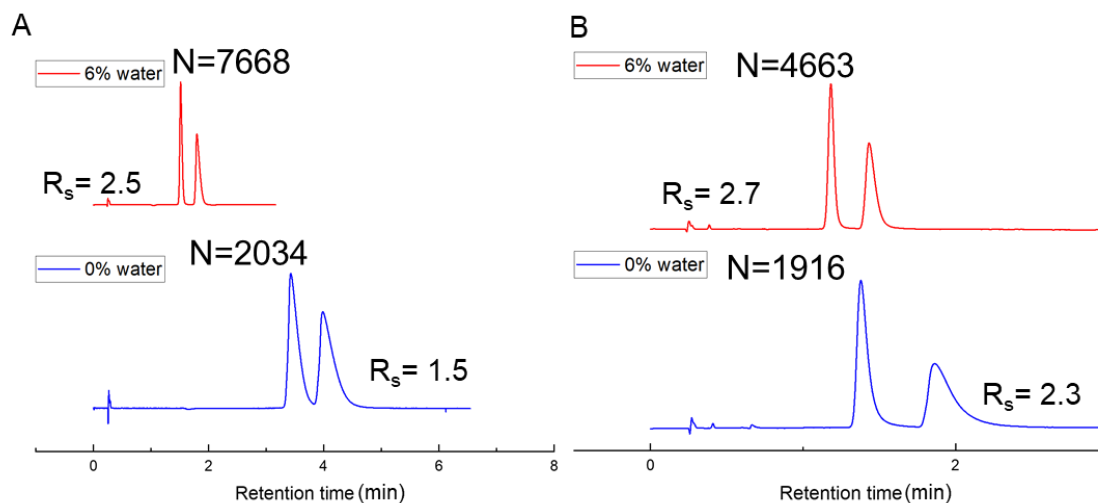 A
6% water
N=7668
Rs= 2.5
0% water
N=2034
Rs= 1.5
0
2
4
6
8
Retention time (min)
B
6% water
N=4663
Rs= 2.7
0% water
N=1916
Rs= 2.3
0
2
Retention time (min)